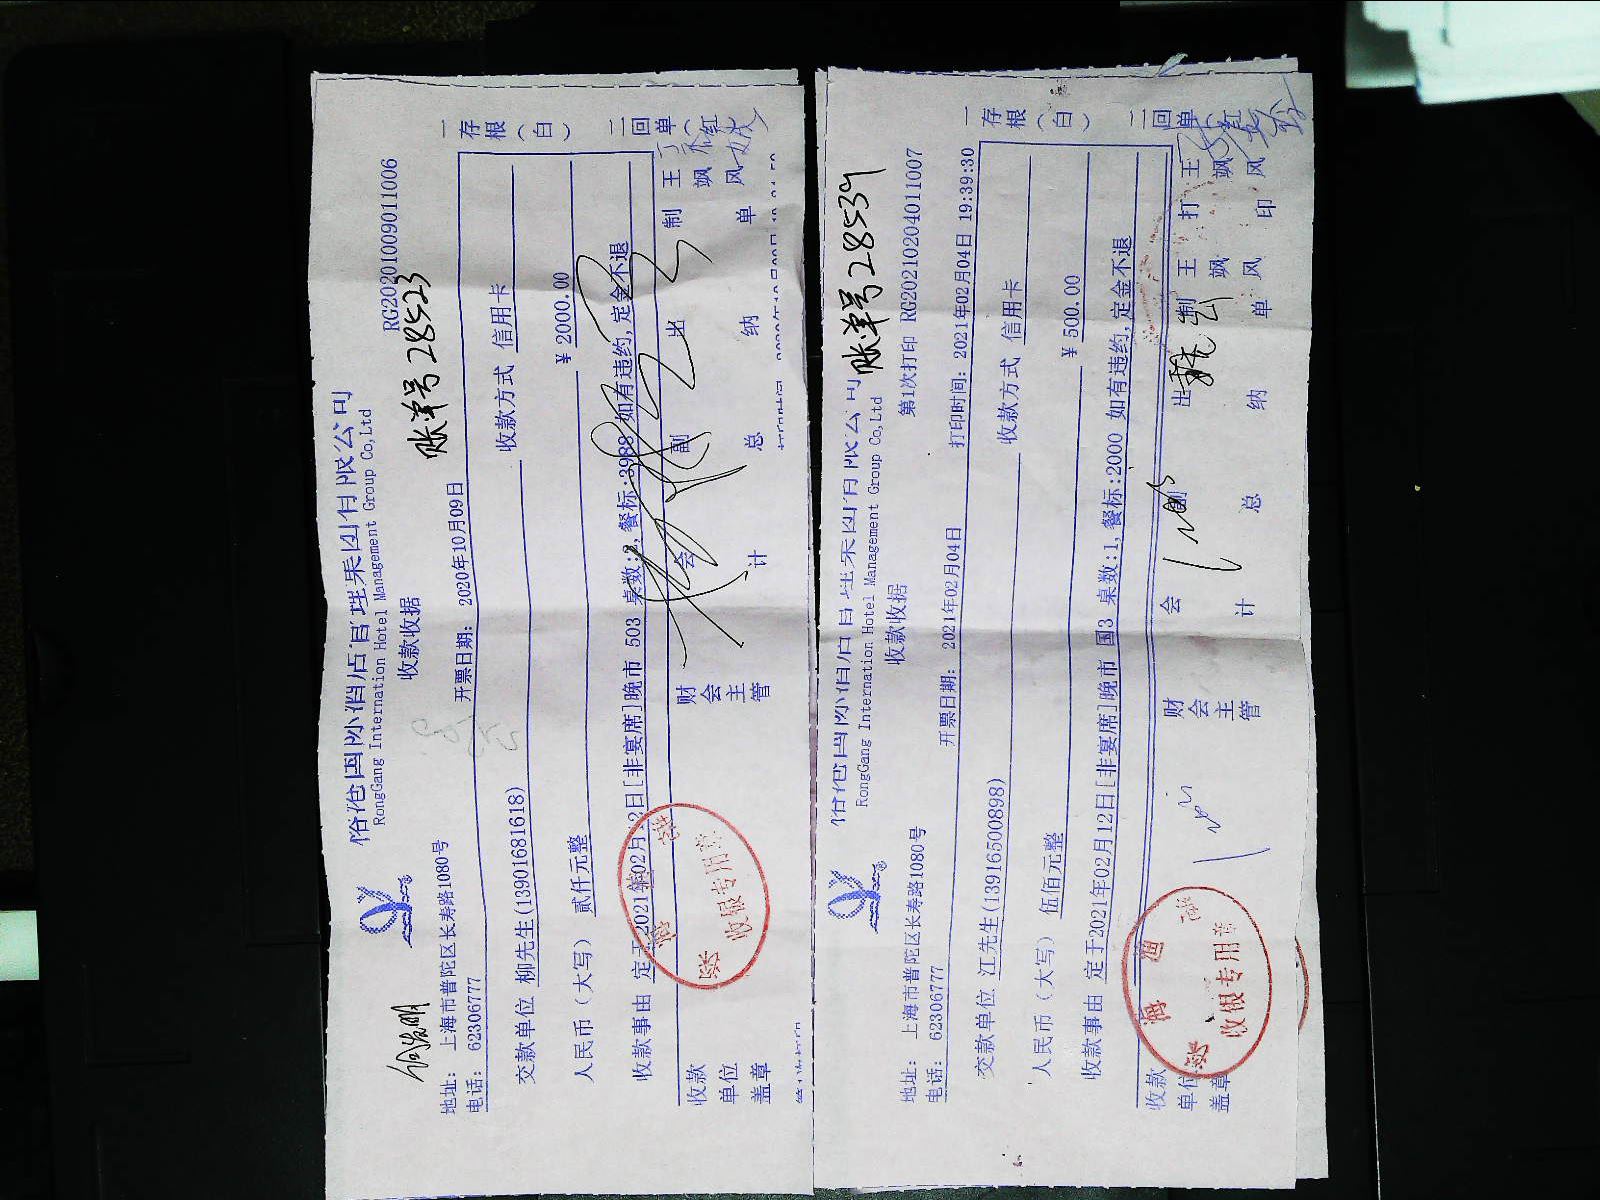 国际酒店管理集团有限公司
RongGang International Hotel Management Group Co,Ltd
收款收据
RG20201009011006
账单号28523
地址: 上海市普陀区长寿路1080号
电话: 62306777
开票日期: 2020年10月09日
交款单位 柳先生(13901681618) 收款方式 信用卡
人民币（大写） 贰仟元整 ¥ 2000.00
收款事由 定于2021年02月12日[非宴席]晚市 503 桌数:2,餐标:3988 如有违约,定金不退
收款单位盖章
财会主管
会计
副总
出纳
制单
王飒风
一存根（白）
二回单（红）
收银专用章
国际酒店管理集团有限公司
RongGang International Hotel Management Group Co,Ltd
收款收据
第1次打印 RG20210204011007
账单号28539
地址: 上海市普陀区长寿路1080号
电话: 62306777
开票日期: 2021年02月04日
打印时间: 2021年02月04日 19:39:30
交款单位 江先生(13916500898) 收款方式 信用卡
人民币（大写） 伍佰元整 ¥ 500.00
收款事由 定于2021年02月12日[非宴席]晚市 国3 桌数:1,餐标:2000 如有违约,定金不退
收款单位盖章
财会主管
会计
副总
出纳
制单
王飒风
打印
王飒风
一存根（白）
二回单（红）
收银专用章